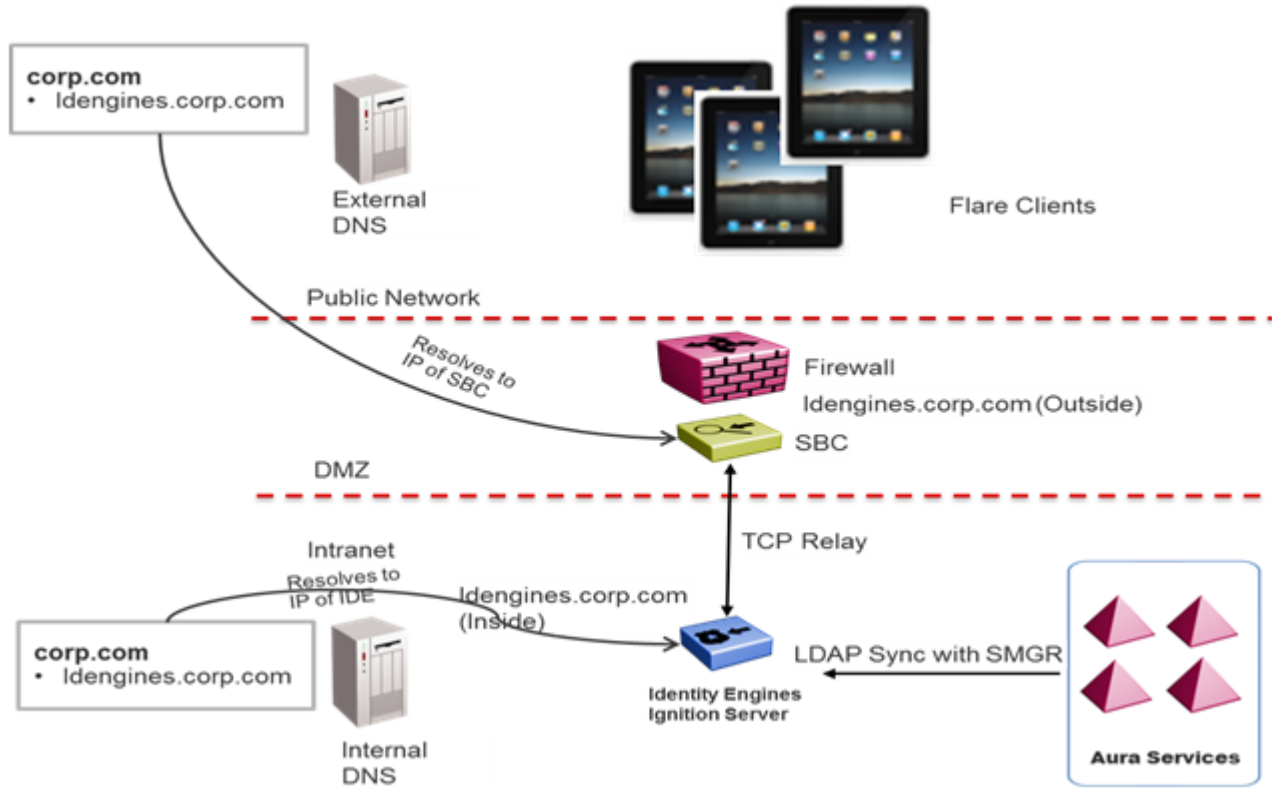 corp.com
• Idengines.corp.com
External
DNS
Flare Clients
Public Network
Resolves to
IP of SBC
Firewall
Idengines.corp.com (Outside)
SBC
DMZ
TCP Relay
Intranet
Resolves to
IP of IDE
Idengines.corp.com
(Inside)
corp.com
• Idengines.corp.com
Internal
DNS
Identity Engines
Ignition Server
LDAP Sync with SMGR
Aura Services